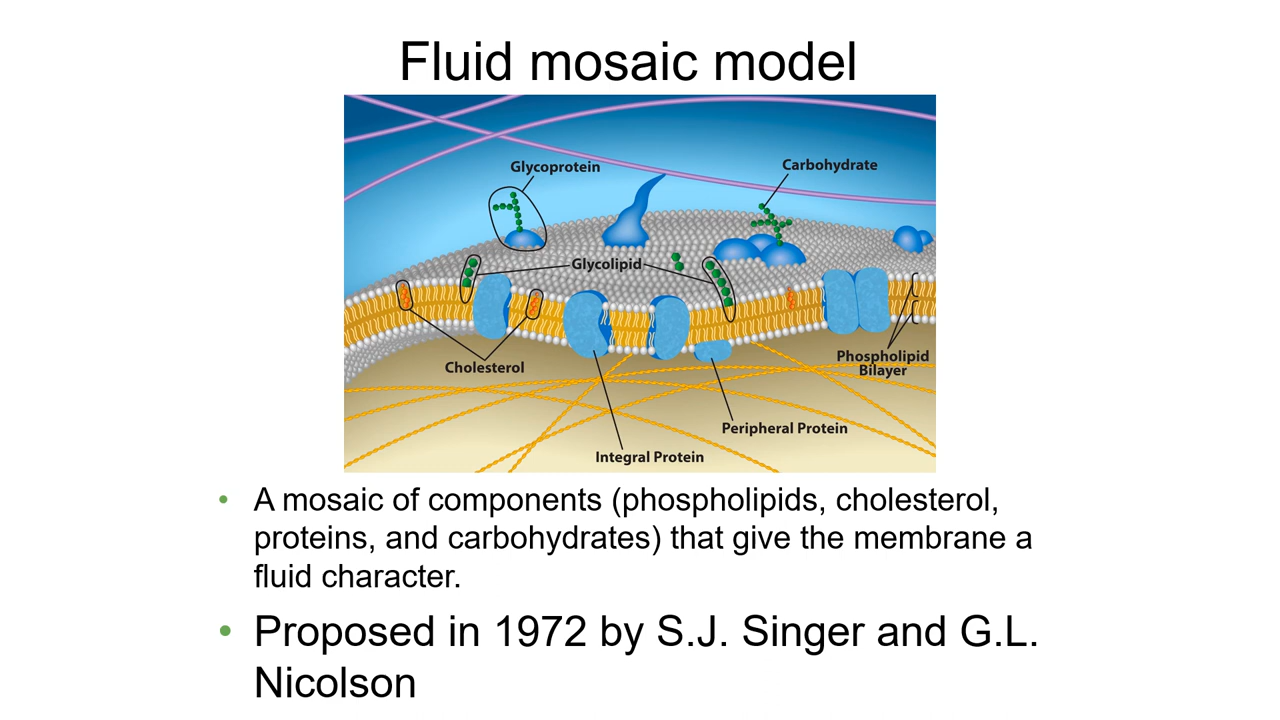 Fluid mosaic model
Glycoprotein
Carbohydrate
Glycolipid
Cholesterol
Phospholipid
Bilayer
Peripheral Protein
Integral Protein
• A mosaic of components (phospholipids, cholesterol,
proteins, and carbohydrates) that give the membrane a
fluid character.
• Proposed in 1972 by S.J. Singer and G.L.
Nicolson